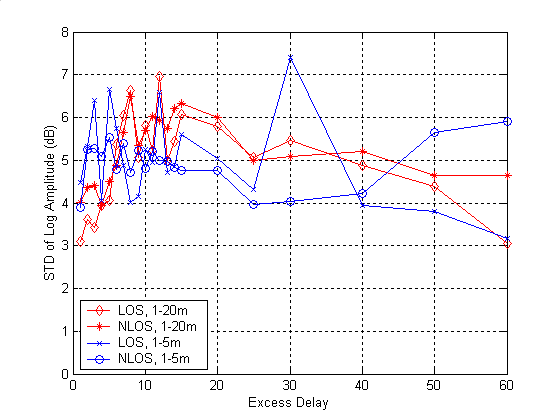 8
7
6
5
4
3
2
1
0
STD of Log Amplitude (dB)
LOS, 1-20m
NLOS, 1-20m
LOS, 1-5m
NLOS, 1-5m
0 10 20 30 40 50 60
Excess Delay